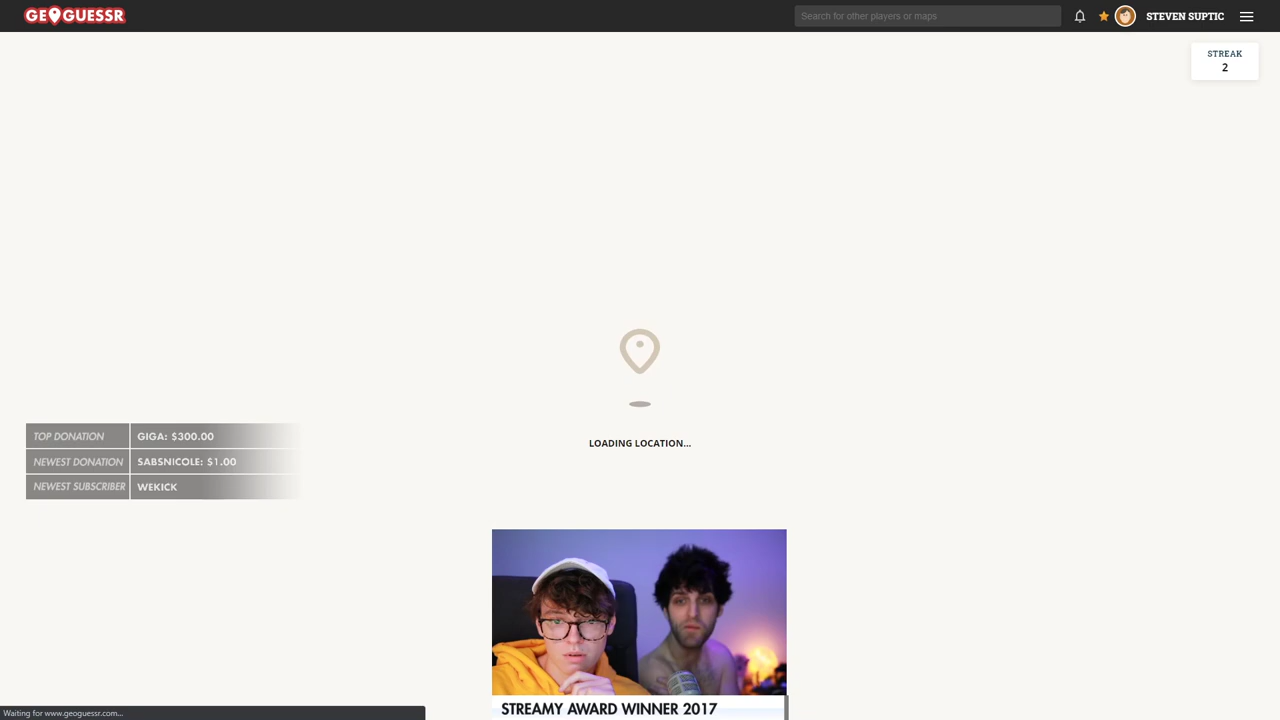 GEOGUESSR
Search for other players or maps
STEVEN SUPTIC
STREAK
2
LOADING LOCATION...
TOP DONATION GIGA: $300.00
NEWEST DONATION SABSNICOLE: $1.00
NEWEST SUBSCRIBER WEKICK
STREAMY AWARD WINNER 2017
Waiting for www.geoguessr.com...